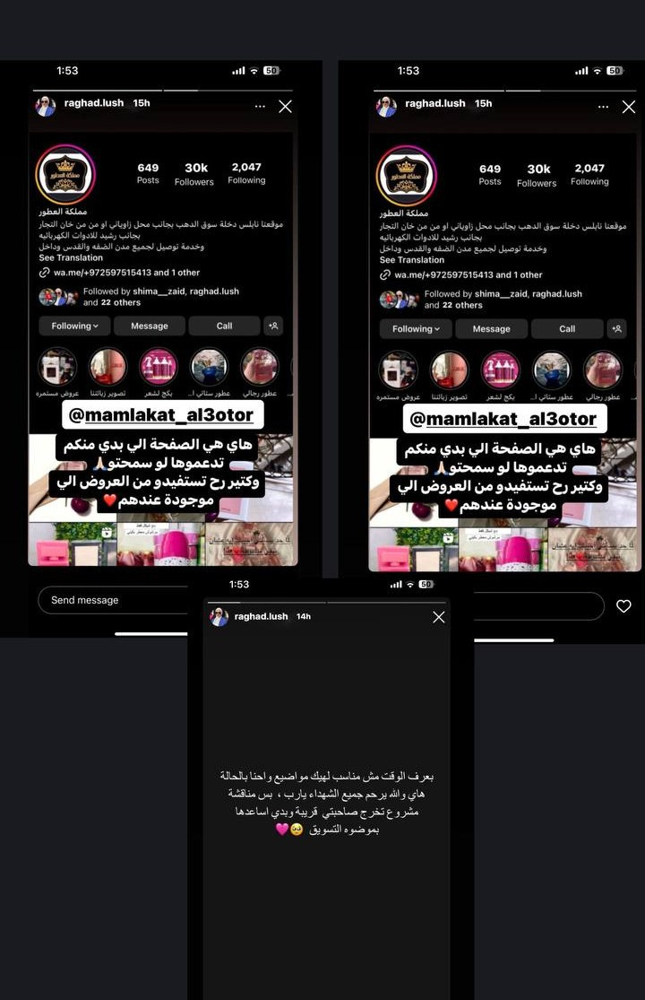 1:53
50
raghad.lush 15h
مملكة العطور
649
30k
2,047
Posts
Followers
Following
مملكة العطور
موقعنا نابلس دخلة سوق الدهب بجانب محل زاوياني او من من خان التجار
بجانب رشيد للادوات الكهربائيه
وخدمة توصيل لجميع مدن الضفه والقدس وداخل
See Translation
wa.me/+972597515413 and 1 other
Followed by shima__zaid, raghad.lush
and 22 others
Following
Message
Call
عروض مستمره
تصوير زبائننا
بكج لشعر
عطور ستاتي ا...
عطور رجالي
@mamlakat_al3otor
هاي هي الصفحة الي بدي منكم
تدعموها لو سمحتو🙏🏻
وكتير رح تستفيدو من العروض الي
موجودة عندهم❤️
Send message
1:53
50
raghad.lush 15h
مملكة العطور
649
30k
2,047
Posts
Followers
Following
مملكة العطور
موقعنا نابلس دخلة سوق الدهب بجانب محل زاوياني او من من خان التجار
بجانب رشيد للادوات الكهربائيه
وخدمة توصيل لجميع مدن الضفه والقدس وداخل
See Translation
wa.me/+972597515413 and 1 other
Followed by shima__zaid, raghad.lush
and 22 others
Following
Message
Call
عروض مستمره
تصوير زبائننا
بكج لشعر
عطور ستاتي ا...
عطور رجالي
@mamlakat_al3otor
هاي هي الصفحة الي بدي منكم
تدعموها لو سمحتو🙏🏻
وكتير رح تستفيدو من العروض الي
موجودة عندهم❤️
1:53
50
raghad.lush 14h
بعرف الوقت مش مناسب لهيك مواضيع واحنا بالحالة
هاي والله يرحم جميع الشهداء يارب ، بس مناقشة
مشروع تخرج صاحبتي قريبة وبدي اساعدها
بموضوه التسويق 🥹🩷